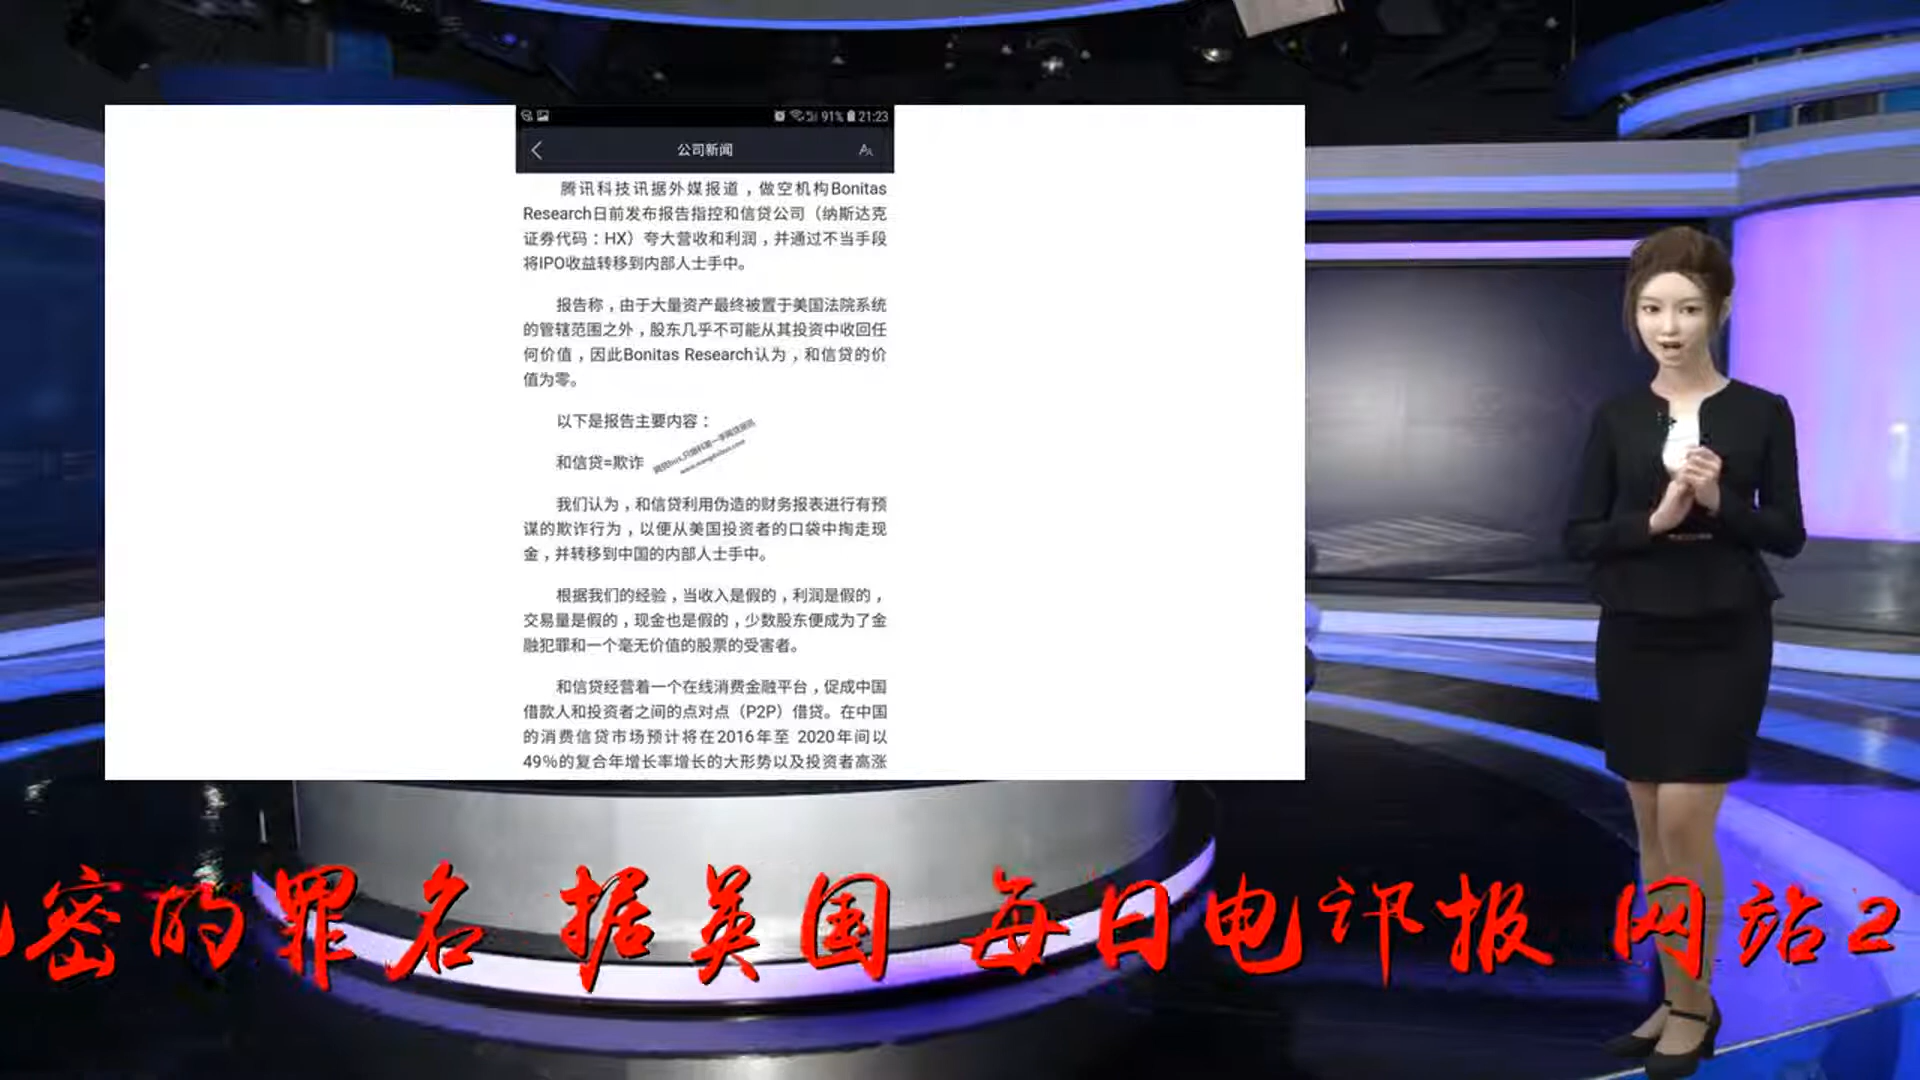 91% 21:23
公司新闻
腾讯科技讯据外媒报道，做空机构Bonitas
Research日前发布报告指控和信贷公司（纳斯达克
证券代码：HX）夸大营收和利润，并通过不当手段
将IPO收益转移到内部人士手中。
报告称，由于大量资产最终被置于美国法院系统
的管辖范围之外，股东几乎不可能从其投资中收回任
何价值，因此Bonitas Research认为，和信贷的价
值为零。
以下是报告主要内容：
和信贷=欺诈
我们认为，和信贷利用伪造的财务报表进行有预
谋的欺诈行为，以便从美国投资者的口袋中掏走现
金，并转移到中国的内部人士手中。
根据我们的经验，当收入是假的，利润是假的，
交易量是假的，现金也是假的，少数股东便成为了金
融犯罪和一个毫无价值的股票的受害者。
和信贷经营着一个在线消费金融平台，促成中国
借款人和投资者之间的点对点（P2P）借贷。在中国
的消费信贷市场预计将在2016年至 2020年间以
49%的复合年增长率增长的大形势以及投资者高涨
密的罪名 据英国 每日电讯报 网站2